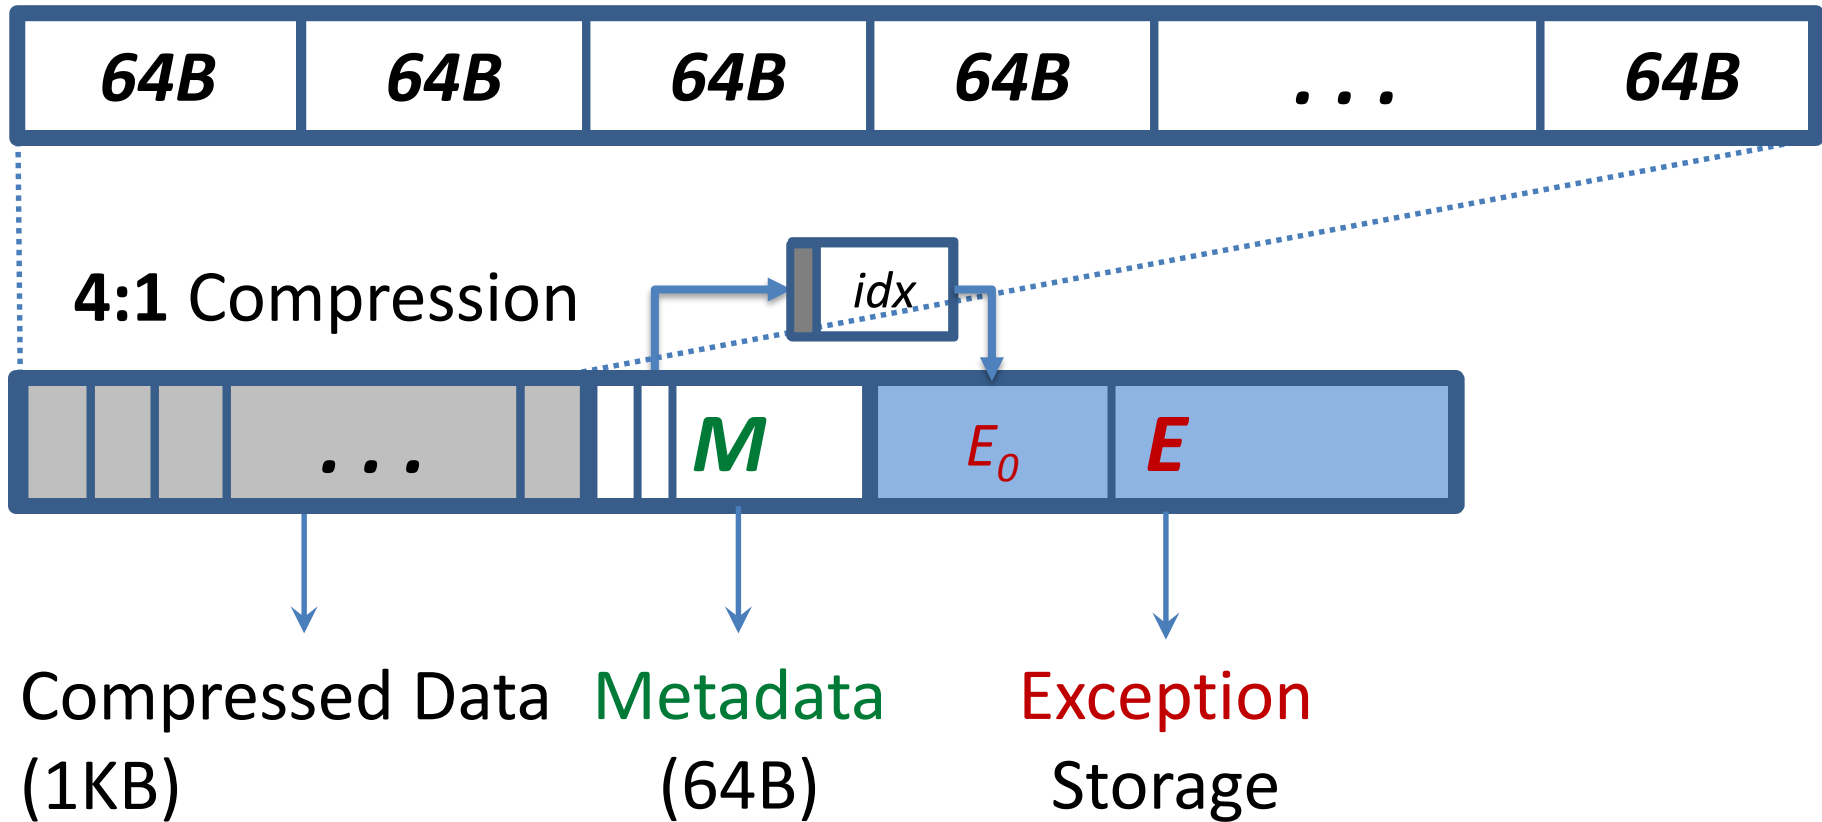 64B 64B 64B 64B . . . 64B
4:1 Compression
idx
. . . M E0 E
Compressed Data Metadata Exception
(1KB) (64B) Storage